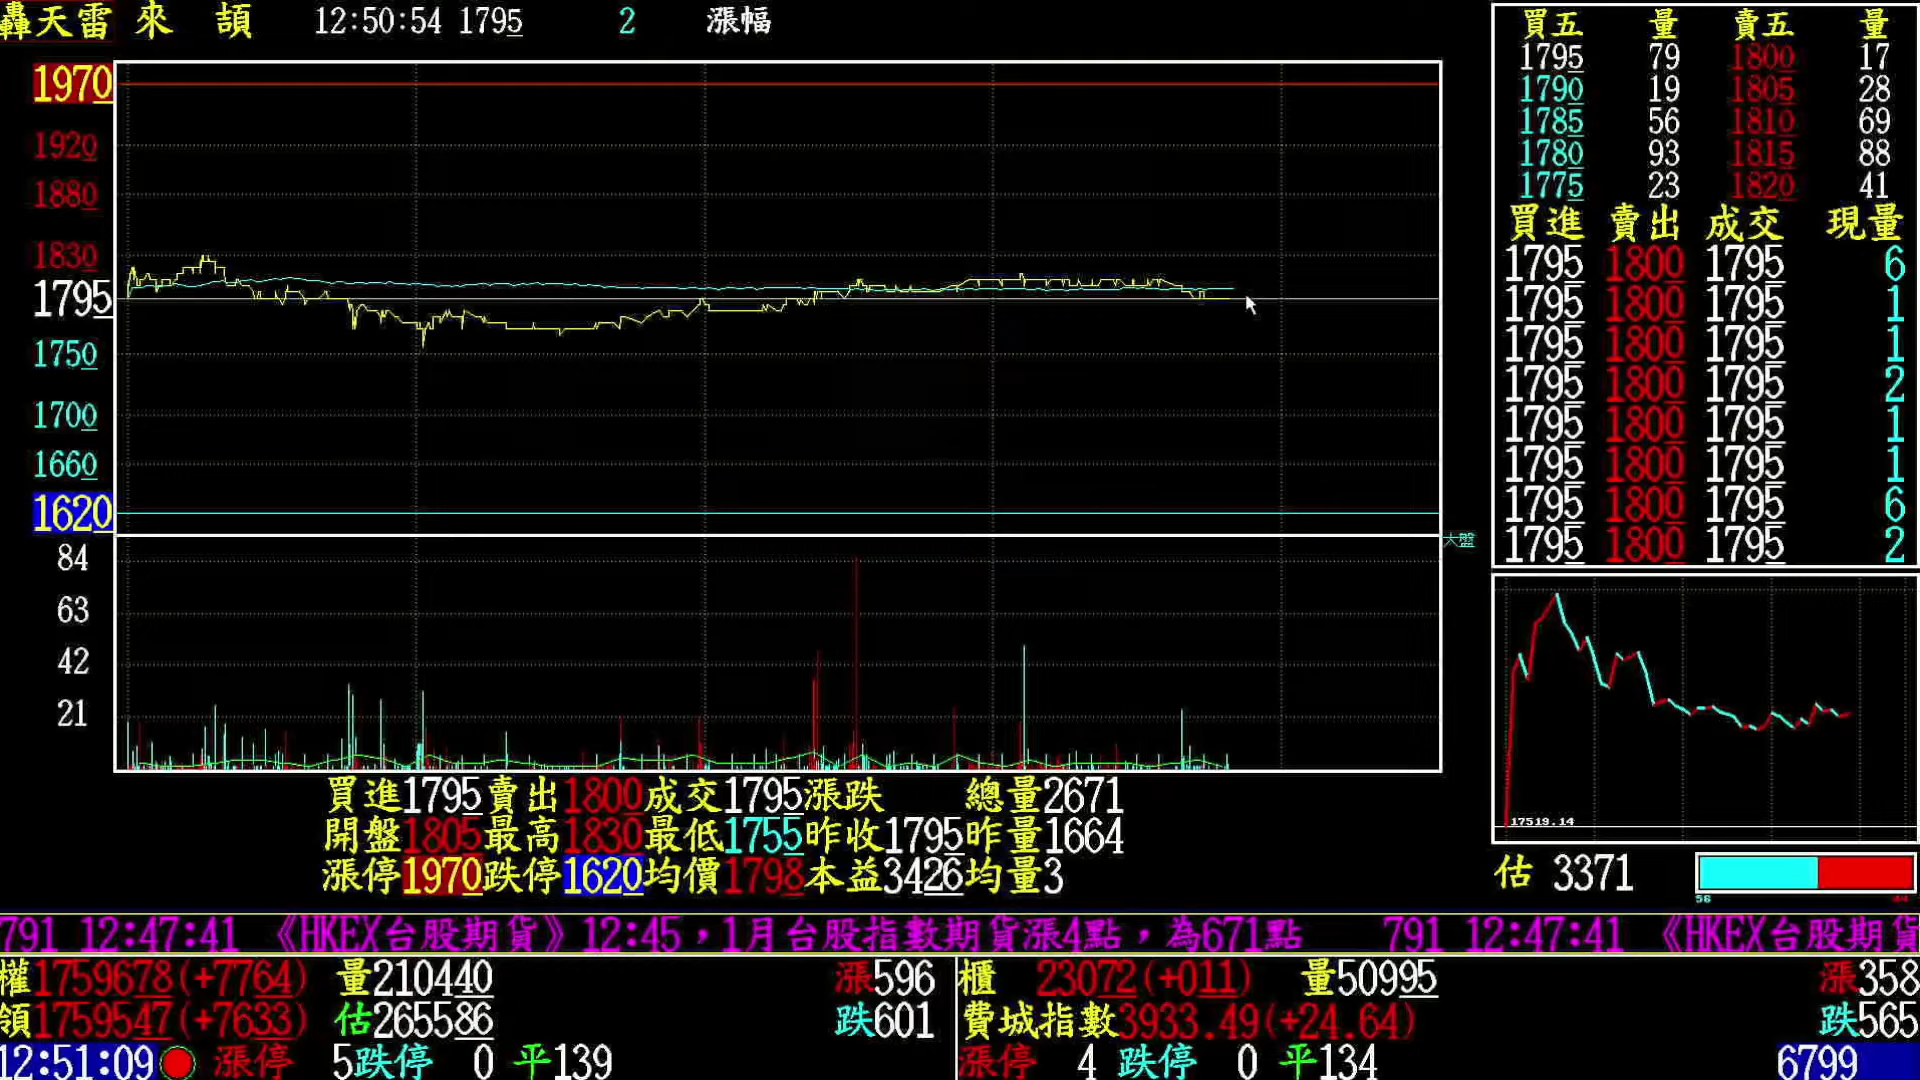 轟天雷 來 頡 12:50:54 1795 2 漲幅
1970
1920
1880
1830
1795
1750
1700
1660
1620
84
63
42
21
大盤
買五 量 賣五 量
1795 79 1800 17
1790 19 1805 28
1785 56 1810 69
1780 93 1815 88
1775 23 1820 41
買進 賣出 成交 現量
1795 1800 1795 6
1795 1800 1795 1
1795 1800 1795 1
1795 1800 1795 2
1795 1800 1795 1
1795 1800 1795 1
1795 1800 1795 6
1795 1800 1795 2
17519.14
估 3371
56 44
買進1795賣出1800成交1795漲跌 總量2671
開盤1805最高1830最低1755昨收1795昨量1664
漲停1970跌停1620均價1798本益3426均量3
791 12:47:41 《HKEX台股期貨》12:45,1月台股指數期貨漲4點,為671點 791 12:47:41 《HKEX台股期貨
權1759678(+7764) 量210440 漲596
領1759547(+7633) 估265586 跌601
12:51:09 漲停 5跌停 0 平139
櫃 23072(+011) 量50995 漲358
費城指數3933.49(+24.64) 跌565
漲停 4 跌停 0 平134 6799